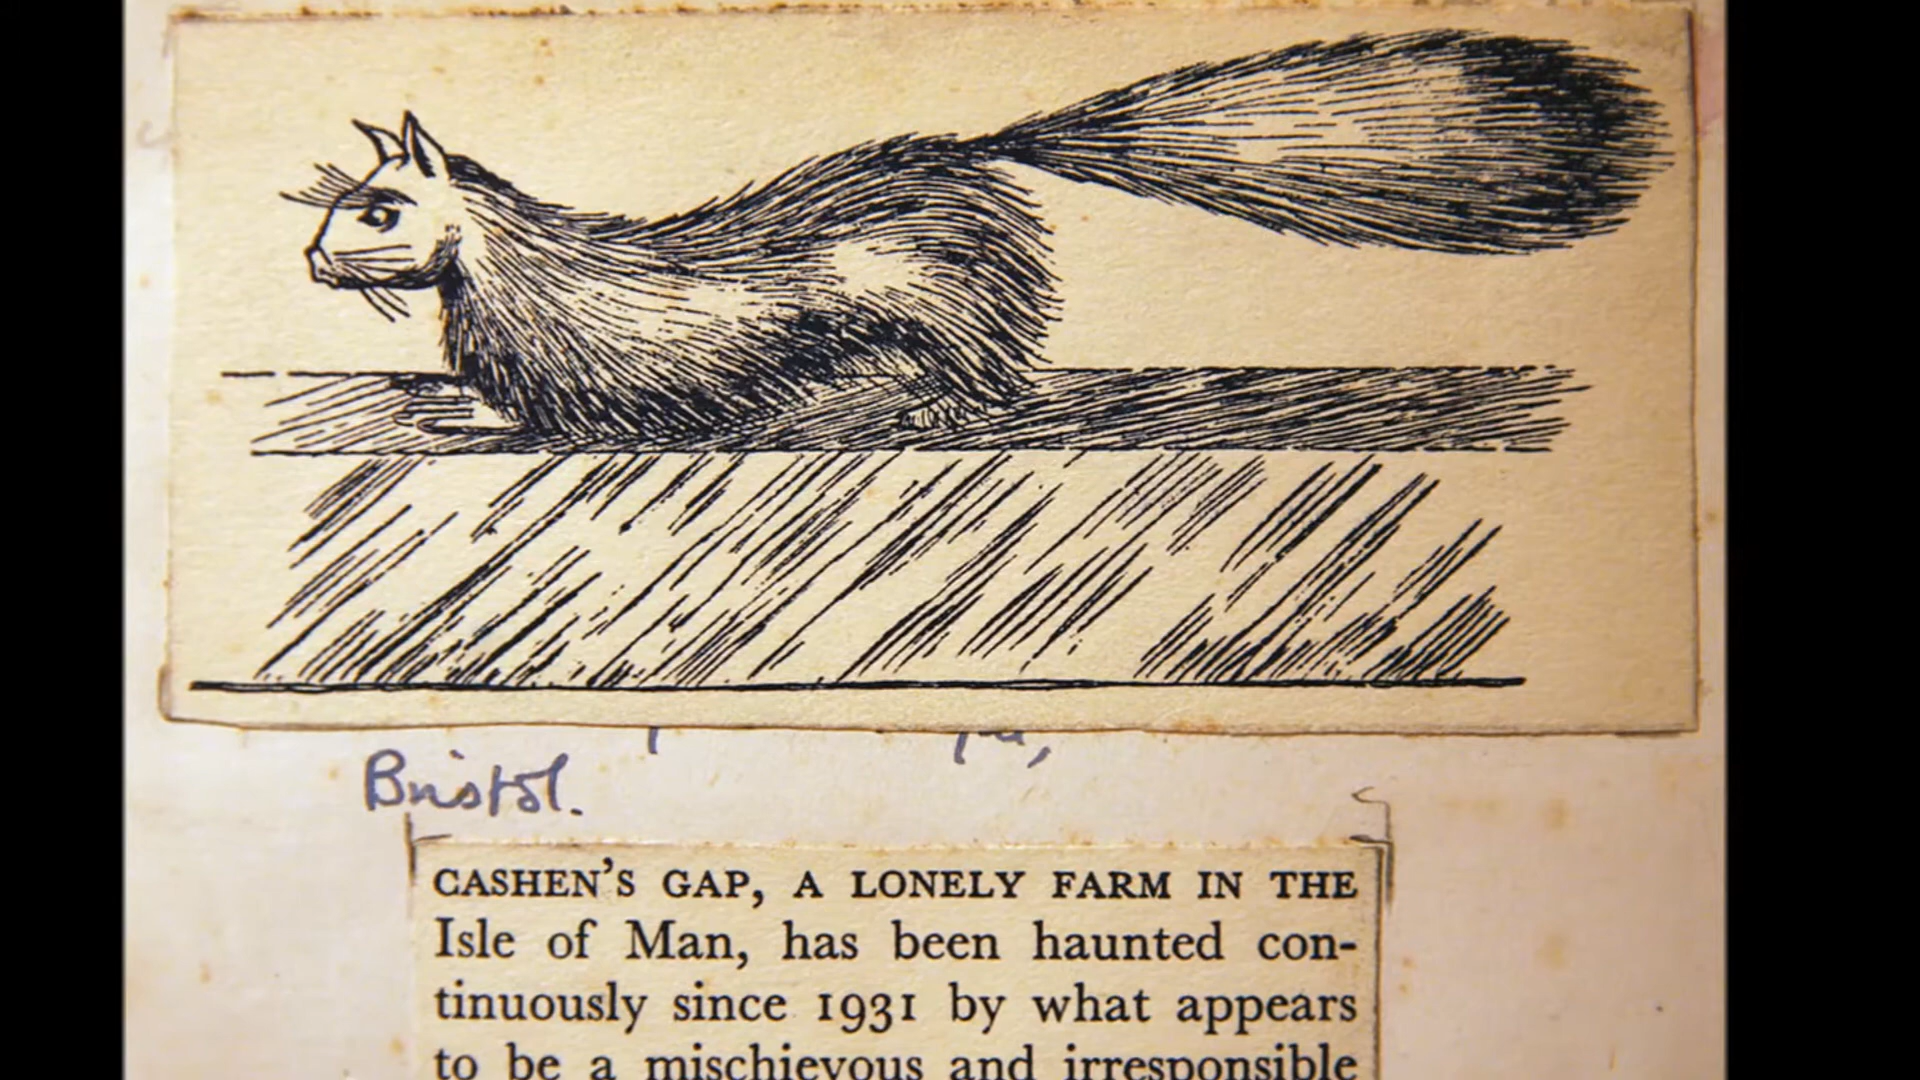 Bristol.
CASHEN'S GAP, A LONELY FARM IN THE
Isle of Man, has been haunted con-
tinuously since 1931 by what appears
to be a mischievous and irresponsible